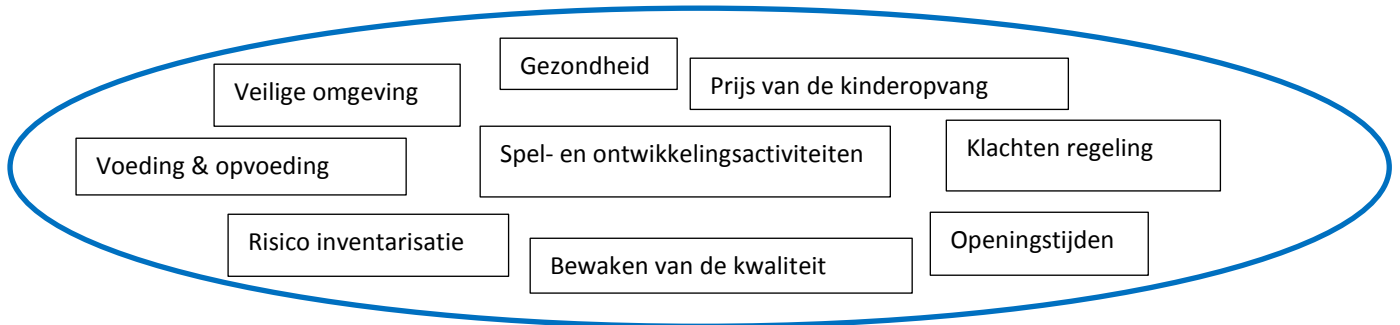 Gezondheid
Veilige omgeving
Prijs van de kinderopvang
Voeding & opvoeding
Spel- en ontwikkelingsactiviteiten
Klachten regeling
Risico inventarisatie
Bewaken van de kwaliteit
Openingstijden